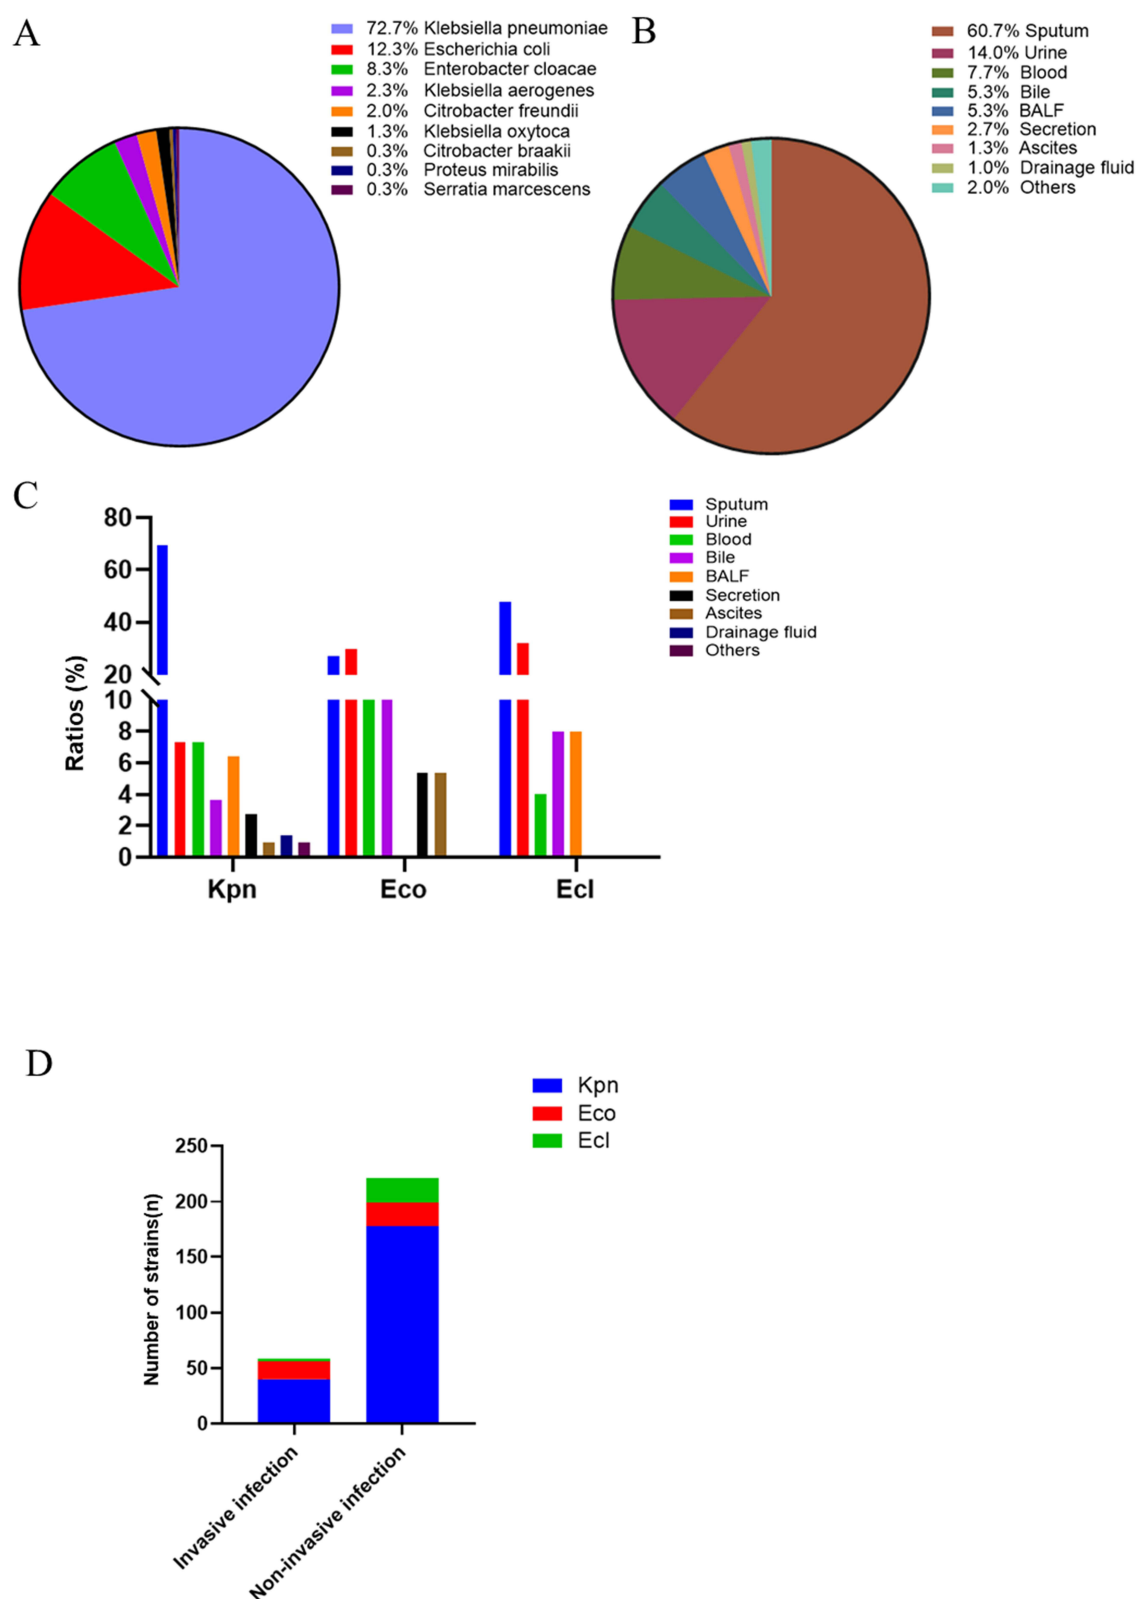 A
72.7% Klebsiella pneumoniae
12.3% Escherichia coli
8.3% Enterobacter cloacae
2.3% Klebsiella aerogenes
2.0% Citrobacter freundii
1.3% Klebsiella oxytoca
0.3% Citrobacter braakii
0.3% Proteus mirabilis
0.3% Serratia marcescens
B
60.7% Sputum
14.0% Urine
7.7% Blood
5.3% Bile
5.3% BALF
2.7% Secretion
1.3% Ascites
1.0% Drainage fluid
2.0% Others
C
Ratios (%)
80
60
40
20
10
8
6
4
2
0
Kpn Eco Ecl
Sputum
Urine
Blood
Bile
BALF
Secretion
Ascites
Drainage fluid
Others
D
Kpn
Eco
Ecl
Number of strains(n)
250
200
150
100
50
0
Invasive infection
Non-invasive infection